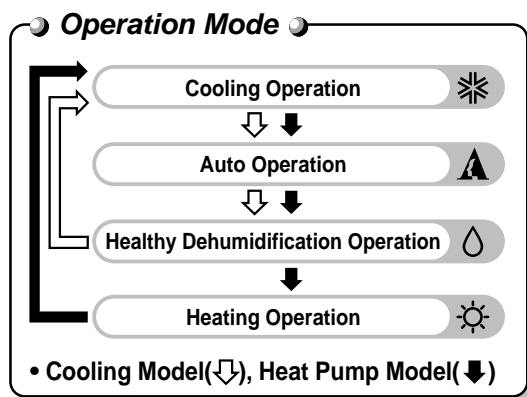 Operation Mode
Cooling Operation
Auto Operation
Healthy Dehumidification Operation
Heating Operation
• Cooling Model(⇩), Heat Pump Model(⬇)